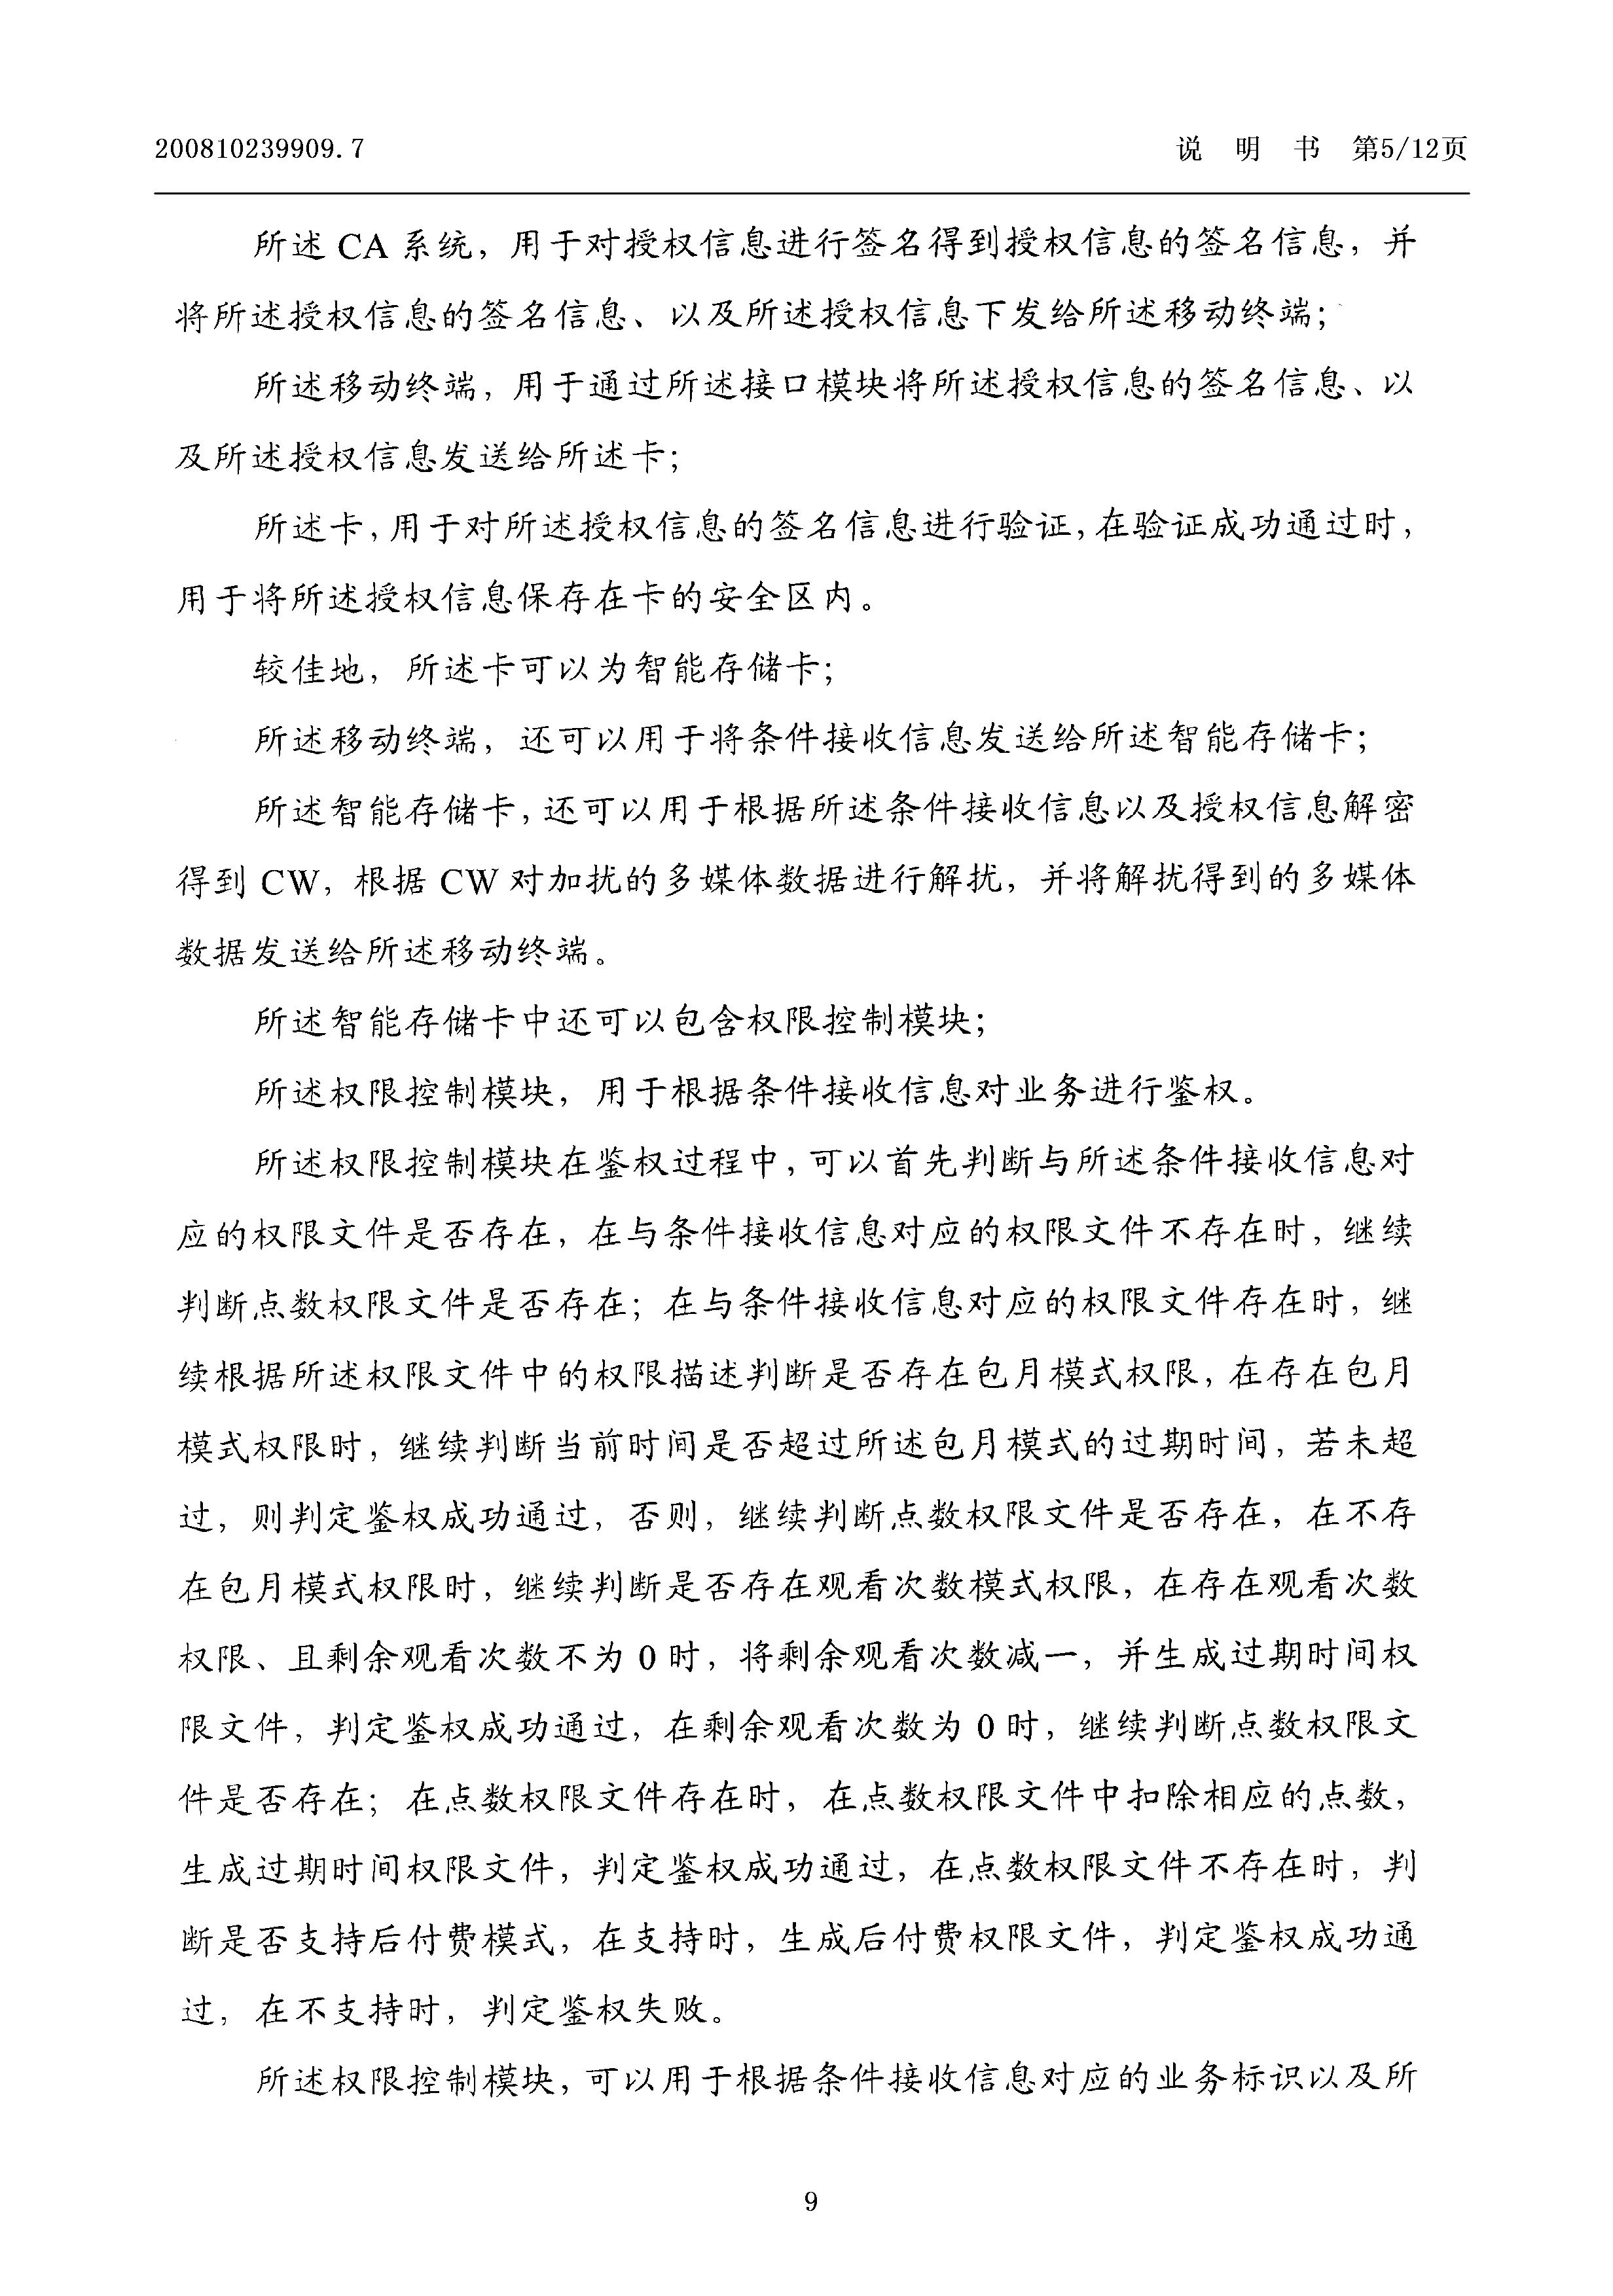 200810239909.7
说 明 书 第5/12页
所述 CA 系统，用于对授权信息进行签名得到授权信息的签名信息，并
将所述授权信息的签名信息、以及所述授权信息下发给所述移动终端；
所述移动终端，用于通过所述接口模块将所述授权信息的签名信息、以
及所述授权信息发送给所述卡；
所述卡，用于对所述授权信息的签名信息进行验证，在验证成功通过时，
用于将所述授权信息保存在卡的安全区内。
较佳地，所述卡可以为智能存储卡；
所述移动终端，还可以用于将条件接收信息发送给所述智能存储卡；
所述智能存储卡，还可以用于根据所述条件接收信息以及授权信息解密
得到 CW，根据 CW 对加扰的多媒体数据进行解扰，并将解扰得到的多媒体
数据发送给所述移动终端。
所述智能存储卡中还可以包含权限控制模块；
所述权限控制模块，用于根据条件接收信息对业务进行鉴权。
所述权限控制模块在鉴权过程中，可以首先判断与所述条件接收信息对
应的权限文件是否存在，在与条件接收信息对应的权限文件不存在时，继续
判断点数权限文件是否存在；在与条件接收信息对应的权限文件存在时，继
续根据所述权限文件中的权限描述判断是否存在包月模式权限，在存在包月
模式权限时，继续判断当前时间是否超过所述包月模式的过期时间，若未超
过，则判定鉴权成功通过，否则，继续判断点数权限文件是否存在，在不存
在包月模式权限时，继续判断是否存在观看次数模式权限，在存在观看次数
权限、且剩余观看次数不为 0 时，将剩余观看次数减一，并生成过期时间权
限文件，判定鉴权成功通过，在剩余观看次数为 0 时，继续判断点数权限文
件是否存在；在点数权限文件存在时，在点数权限文件中扣除相应的点数，
生成过期时间权限文件，判定鉴权成功通过，在点数权限文件不存在时，判
断是否支持后付费模式，在支持时，生成后付费权限文件，判定鉴权成功通
过，在不支持时，判定鉴权失败。
所述权限控制模块，可以用于根据条件接收信息对应的业务标识以及所
9